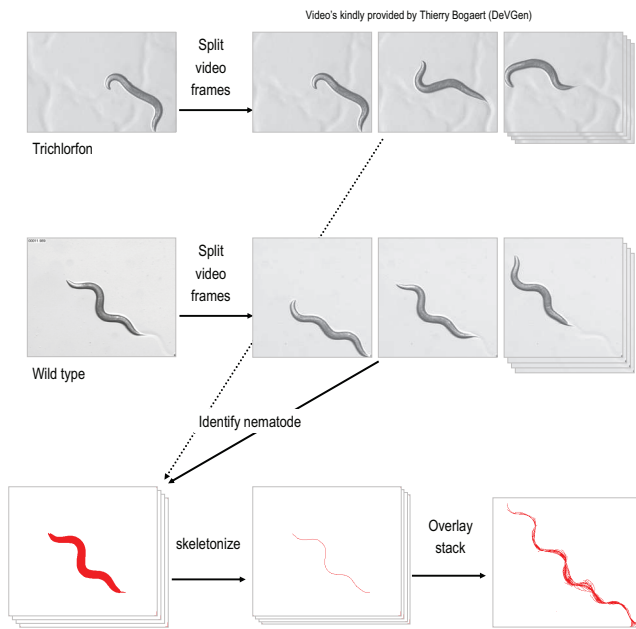 Video's kindly provided by Thierry Bogaert (DeVGen)
Split
video
frames
Trichlorfon
Split
video
frames
Wild type
Identify nematode
skeletonize
Overlay
stack